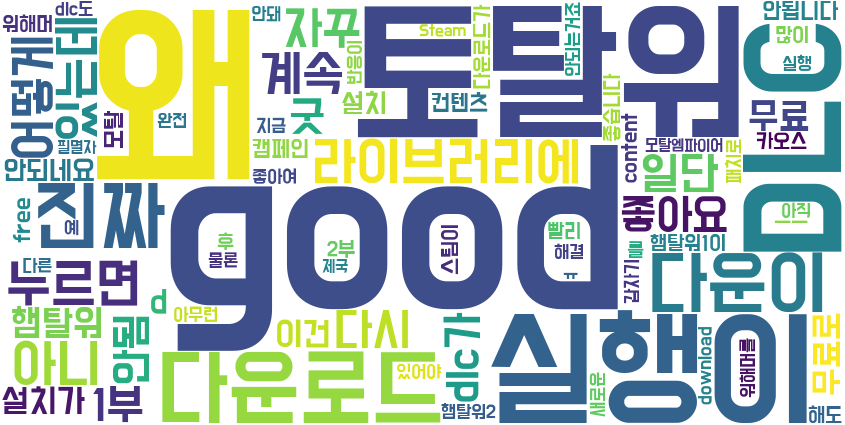 워해머
dlc도
안돼
Steam
자꾸
반응이
다운로드가
안되는거죠
안됩니다
많이
실행
어떻게
있는데
모탈
왜
완전
계속
굿
설치
컨텐츠
토탈워
좋습니다
무료
카오스
DLC
필멸자
지금
안되네요
캠페인
좋아여
라이브러리에
content
모탈엠파이어
일단
패치로
free
진짜
예
good
좋아요
아직
다른
후
물론
2부
제국
스팀이
빨리
해결
ㅠ
를
햄탈워1이
갑자기
다운이
누르면
d
아무런
햄탈워
안됨
이건
다시
dlc가
실행이
download
워해머를
무료로
아니
다운로드
있어야
새로운
설치가
1부
햄탈워2
해도